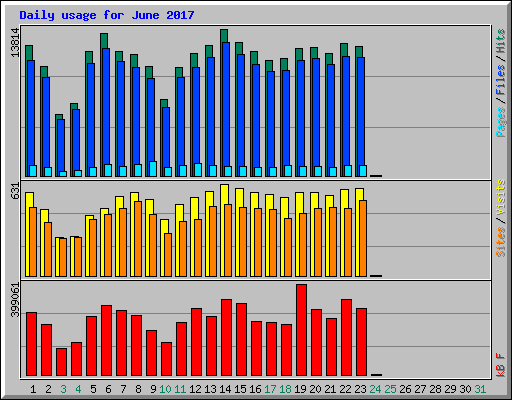 Daily usage for June 2017
13814
Pages / Files / Hits
631
Sites / Visits
399061
kB F
1 2 3 4 5 6 7 8 9 10 11 12 13 14 15 16 17 18 19 20 21 22 23 24 25 26 27 28 29 30 31